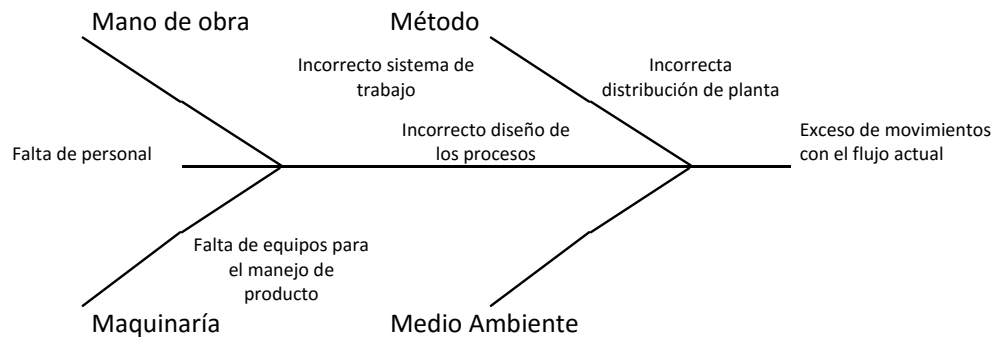 Mano de obra
Método
Incorrecto sistema de
trabajo
Incorrecta
distribución de planta
Falta de personal
Incorrecto diseño de
los procesos
Exceso de movimientos
con el flujo actual
Falta de equipos para
el manejo de
producto
Maquinaría
Medio Ambiente